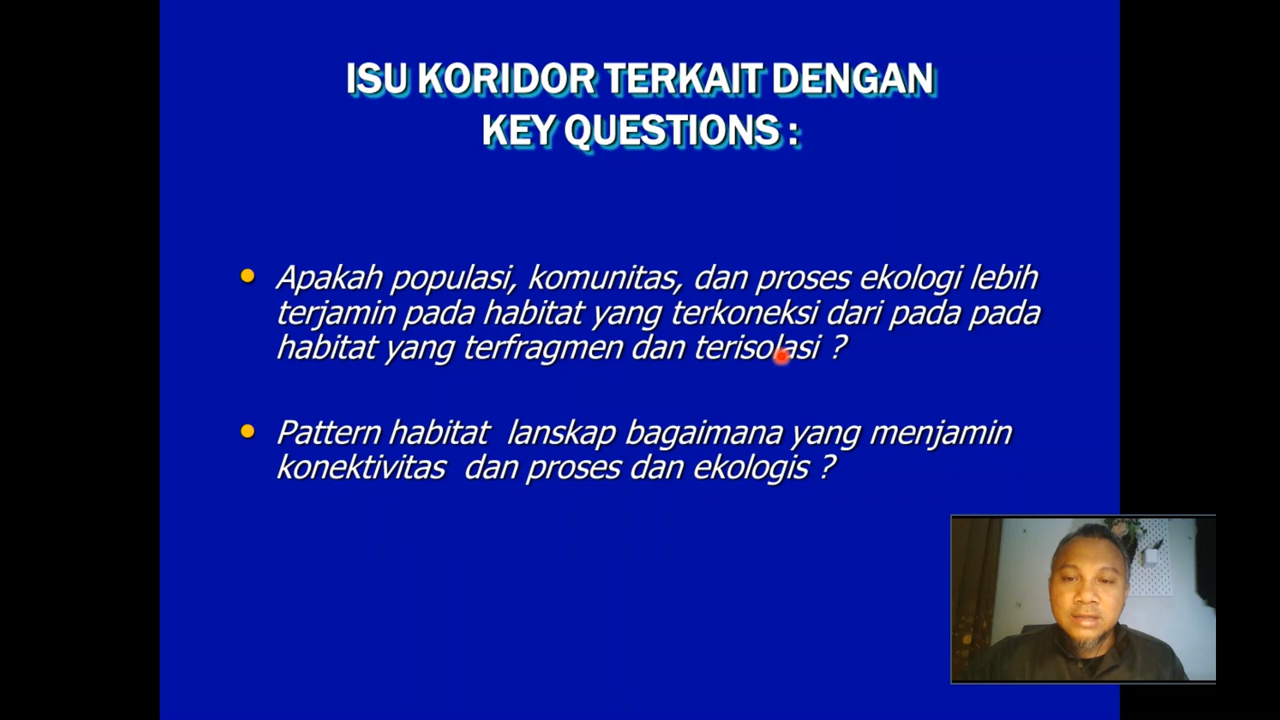 ISU KORIDOR TERKAIT DENGAN
KEY QUESTIONS :
Apakah populasi, komunitas, dan proses ekologi lebih
terjamin pada habitat yang terkoneksi dari pada pada
habitat yang terfragmen dan terisolasi ?
Pattern habitat lanskap bagaimana yang menjamin
konektivitas dan proses dan ekologis ?